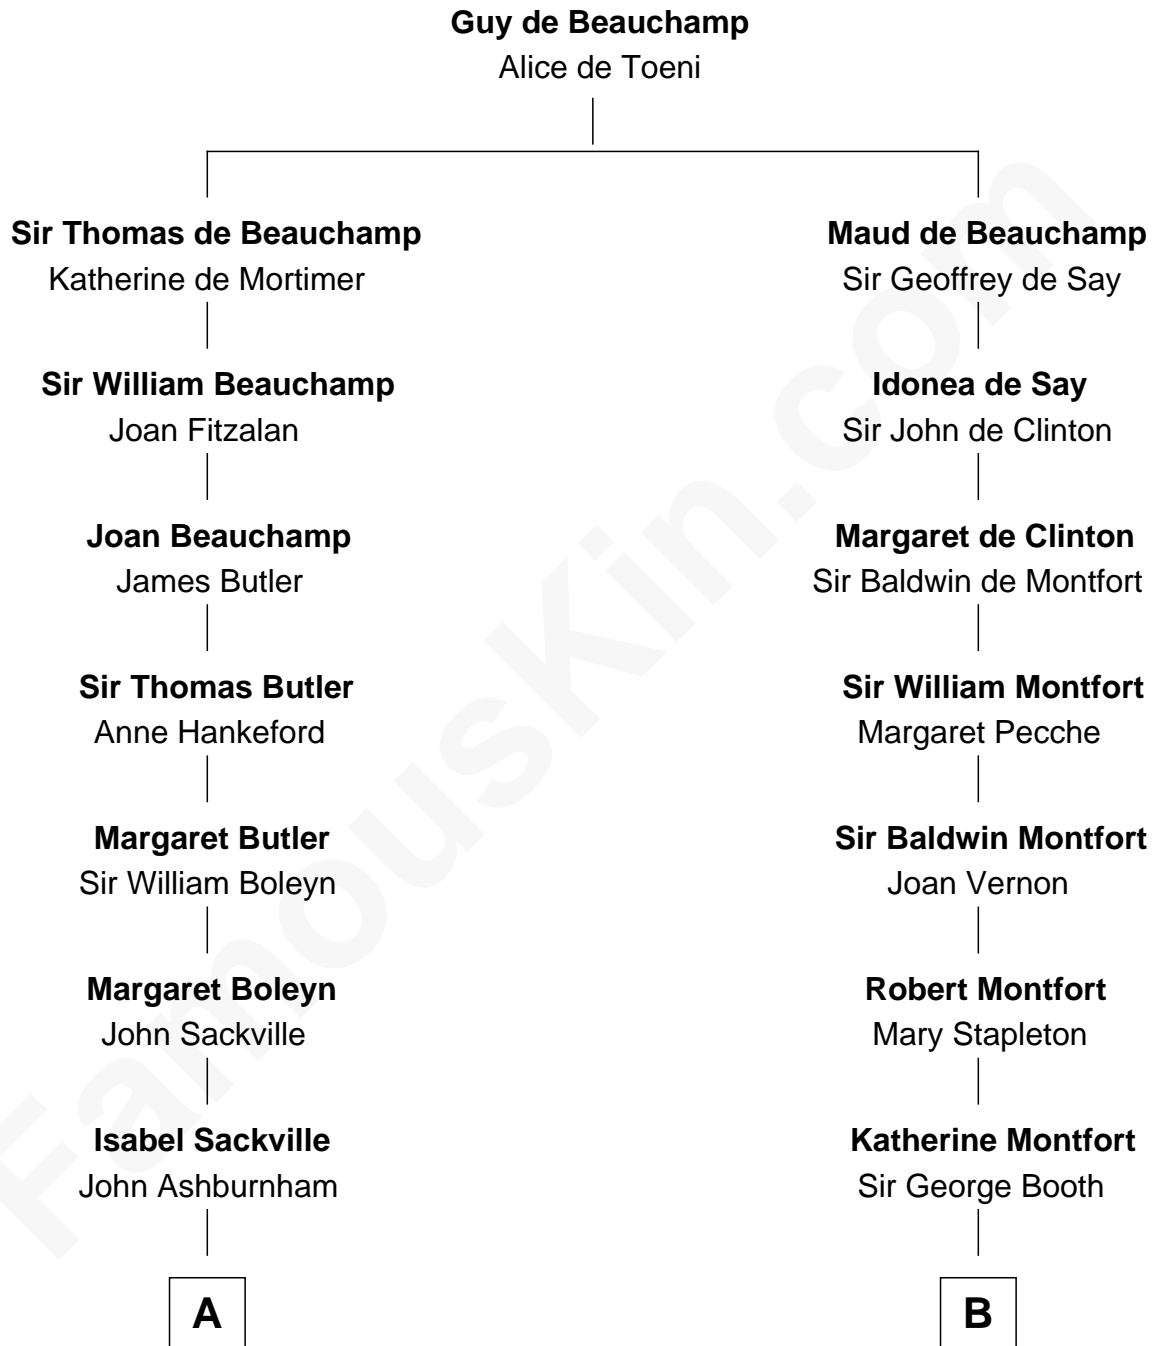 Guy de Beauchamp
Alice de Toeni
Sir Thomas de Beauchamp
Katherine de Mortimer
Maud de Beauchamp
Sir Geoffrey de Say
Sir William Beauchamp
Joan Fitzalan
Idonea de Say
Sir John de Clinton
Joan Beauchamp
James Butler
Margaret de Clinton
Sir Baldwin de Montfort
Sir Thomas Butler
Anne Hankeford
Sir William Montfort
Margaret Pecche
Margaret Butler
Sir William Boleyn
Sir Baldwin Montfort
Joan Vernon
Margaret Boleyn
John Sackville
Robert Montfort
Mary Stapleton
Isabel Sackville
John Ashburnham
Katherine Montfort
Sir George Booth
A
B
FamousKin.com